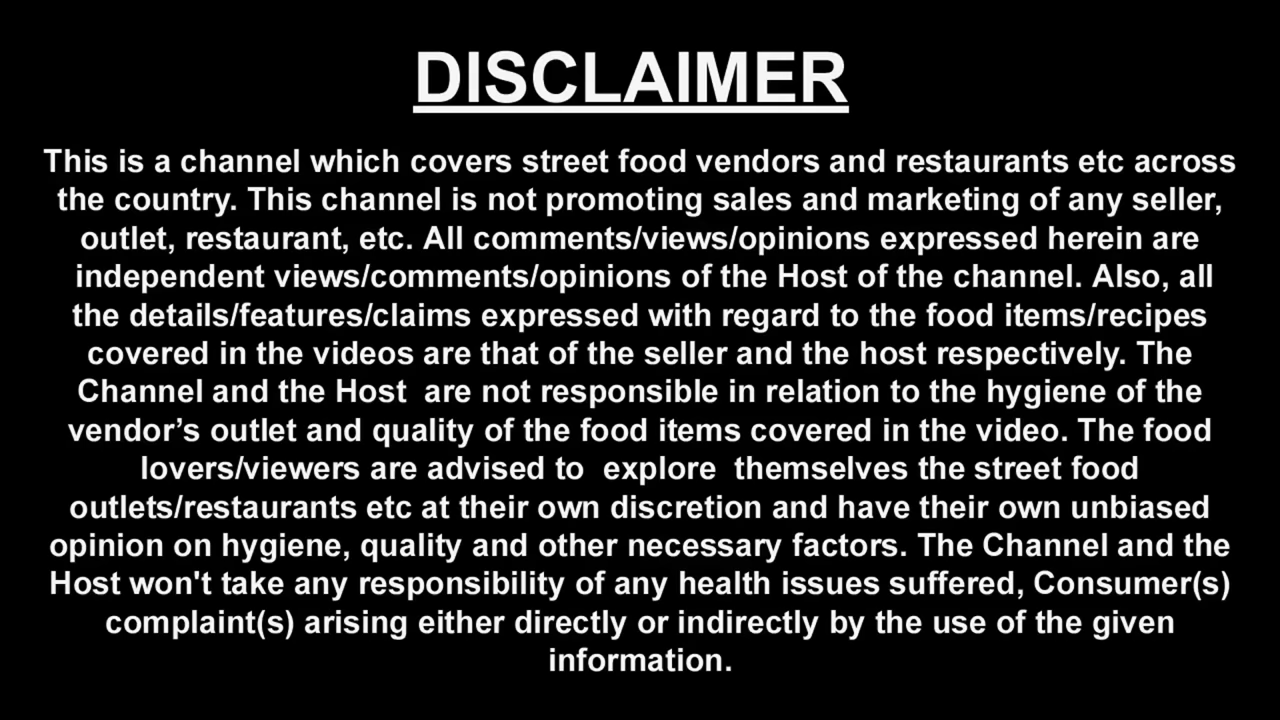 DISCLAIMER
This is a channel which covers street food vendors and restaurants etc across
the country. This channel is not promoting sales and marketing of any seller,
outlet, restaurant, etc. All comments/views/opinions expressed herein are
independent views/comments/opinions of the Host of the channel. Also, all
the details/features/claims expressed with regard to the food items/recipes
covered in the videos are that of the seller and the host respectively. The
Channel and the Host  are not responsible in relation to the hygiene of the
vendor’s outlet and quality of the food items covered in the video. The food
lovers/viewers are advised to  explore  themselves the street food
outlets/restaurants etc at their own discretion and have their own unbiased
opinion on hygiene, quality and other necessary factors. The Channel and the
Host won't take any responsibility of any health issues suffered, Consumer(s)
complaint(s) arising either directly or indirectly by the use of the given
information.